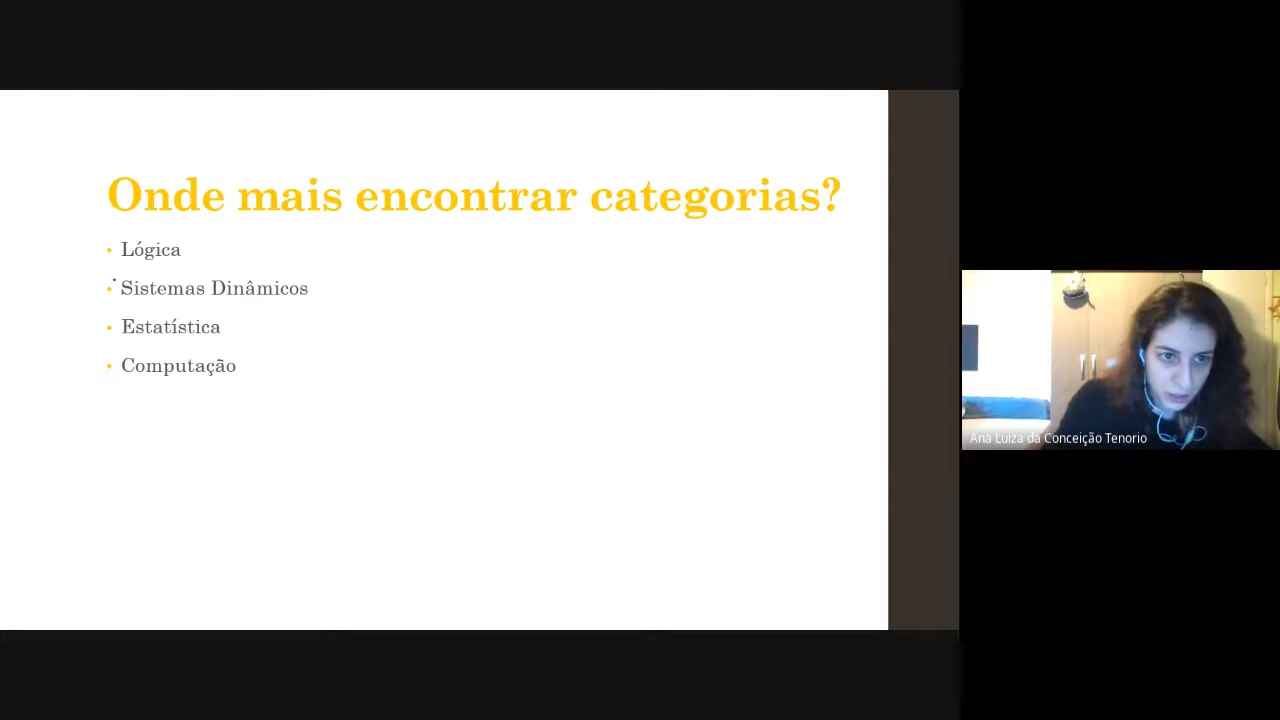 Onde mais encontrar categorias?
• Lógica
• Sistemas Dinâmicos
• Estatística
• Computação
Ana Luiza da Conceição Tenorio